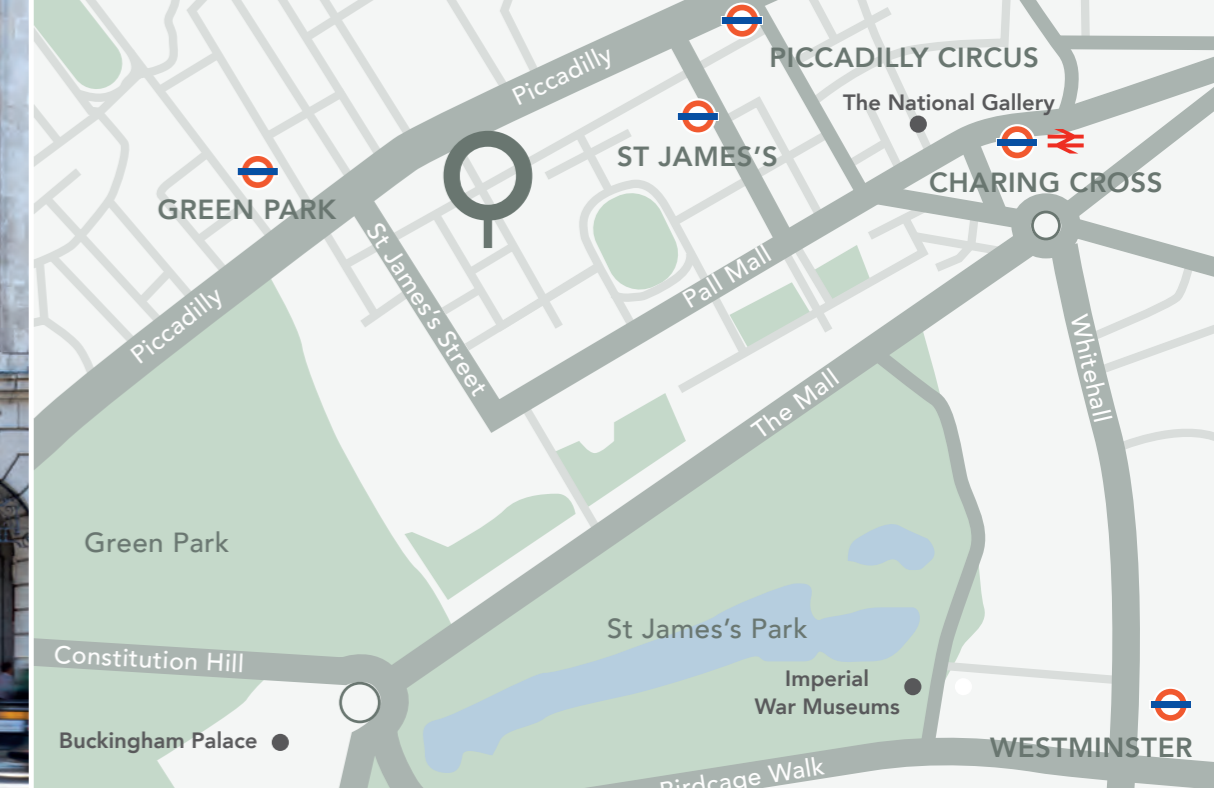 Piccadilly
PICCADILLY CIRCUS
The National Gallery
ST JAMES'S
CHARING CROSS
GREEN PARK
St James's Street
Pall Mall
Piccadilly
The Mall
Whitehall
Green Park
St James's Park
Constitution Hill
Imperial
War Museums
Buckingham Palace
WESTMINSTER
Birdcage Walk